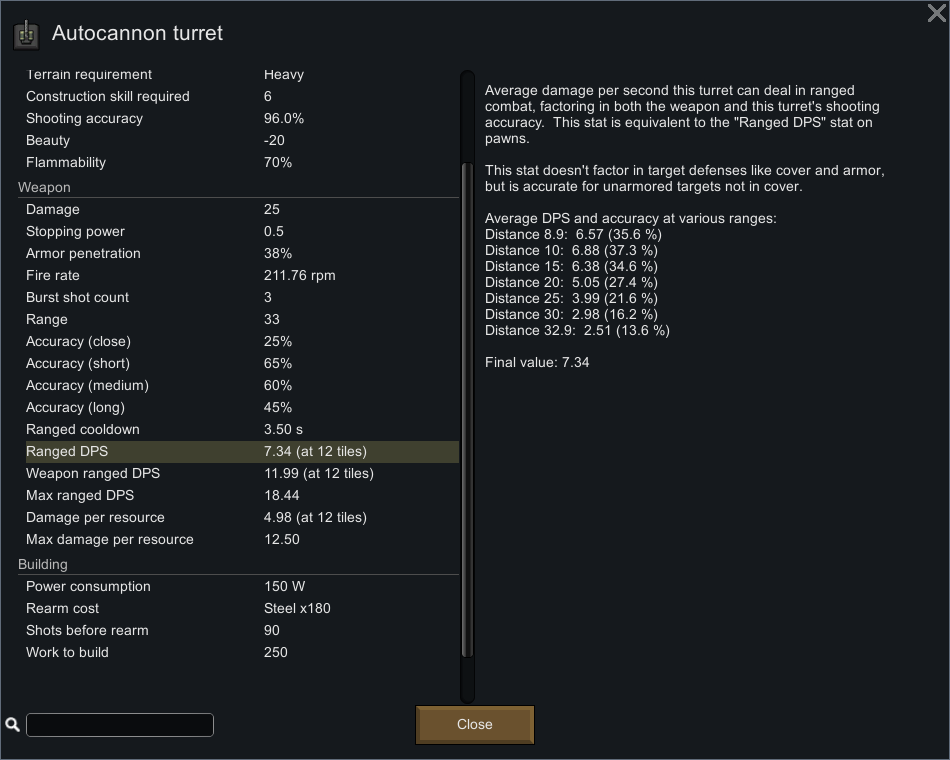 Autocannon turret
Terrain requirement Heavy
Construction skill required 6
Shooting accuracy 96.0%
Beauty -20
Flammability 70%
Weapon
Damage 25
Stopping power 0.5
Armor penetration 38%
Fire rate 211.76 rpm
Burst shot count 3
Range 33
Accuracy (close) 25%
Accuracy (short) 65%
Accuracy (medium) 60%
Accuracy (long) 45%
Ranged cooldown 3.50 s
Ranged DPS 7.34 (at 12 tiles)
Weapon ranged DPS 11.99 (at 12 tiles)
Max ranged DPS 18.44
Damage per resource 4.98 (at 12 tiles)
Max damage per resource 12.50
Building
Power consumption 150 W
Rearm cost Steel x180
Shots before rearm 90
Work to build 250
Average damage per second this turret can deal in ranged
combat, factoring in both the weapon and this turret's shooting
accuracy.  This stat is equivalent to the "Ranged DPS" stat on
pawns.
This stat doesn't factor in target defenses like cover and armor,
but is accurate for unarmored targets not in cover.
Average DPS and accuracy at various ranges:
Distance 8.9:  6.57 (35.6 %)
Distance 10:  6.88 (37.3 %)
Distance 15:  6.38 (34.6 %)
Distance 20:  5.05 (27.4 %)
Distance 25:  3.99 (21.6 %)
Distance 30:  2.98 (16.2 %)
Distance 32.9:  2.51 (13.6 %)
Final value: 7.34
Close